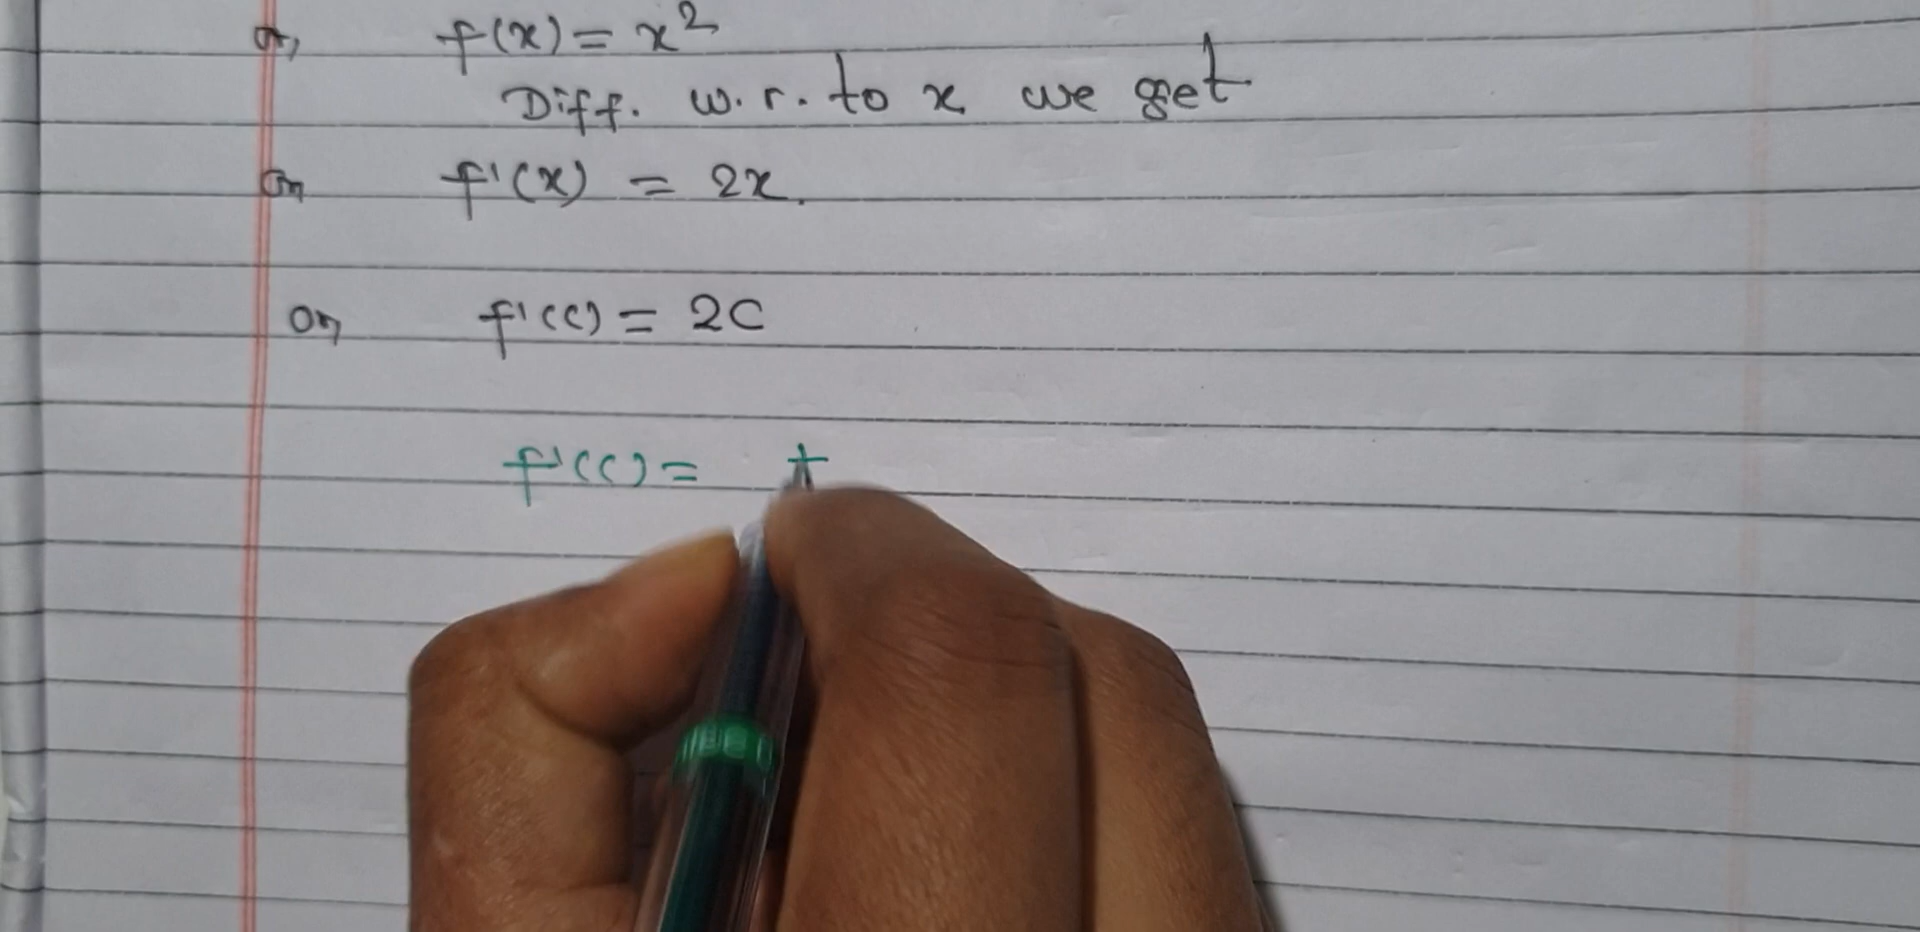 or, f(x) = x²
Diff. w.r. to x we get
or f'(x) = 2x.
or f'(c) = 2c
f'(c) =